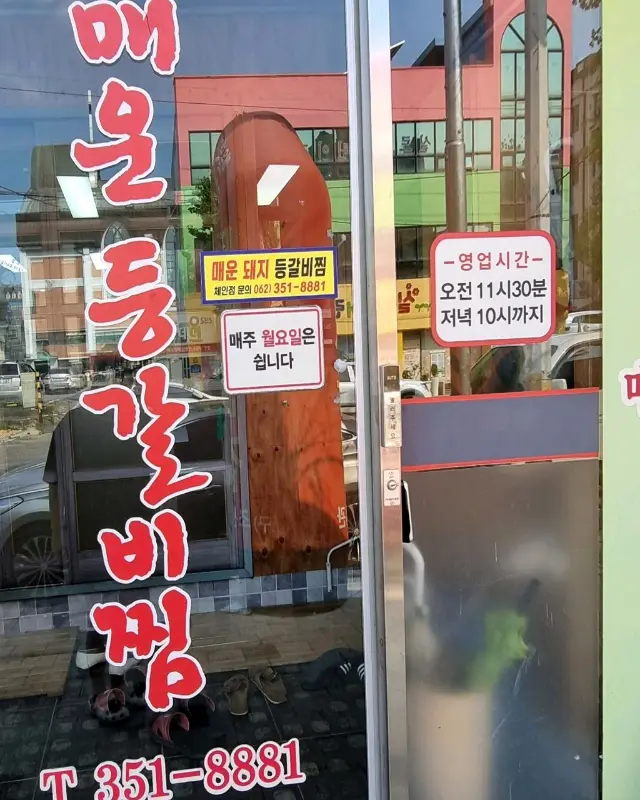 매운등갈비찜
T 351-8881
매운 돼지 등갈비찜
체인점 문의 062) 351-8881
매주 월요일은
쉽니다
-영업시간-
오전 11시30분
저녁 10시까지